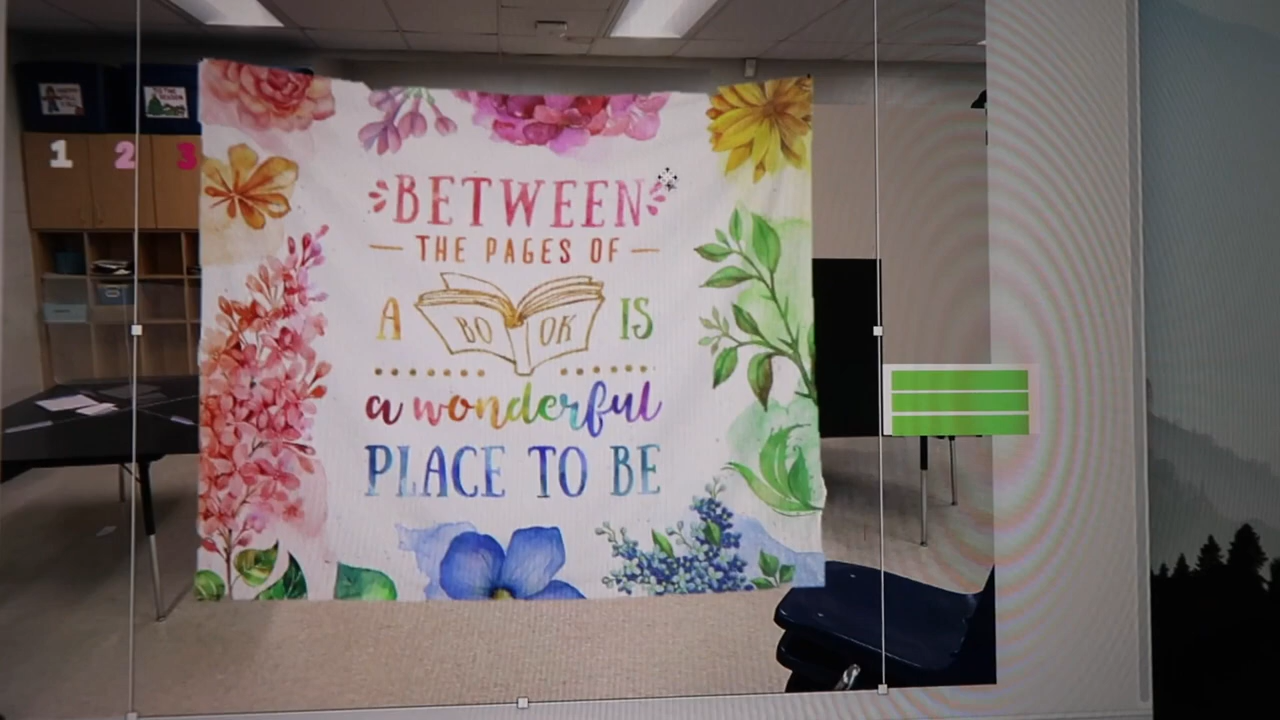 1 2 3
BETWEEN
THE PAGES OF
A BOOK IS
a wonderful
PLACE TO BE